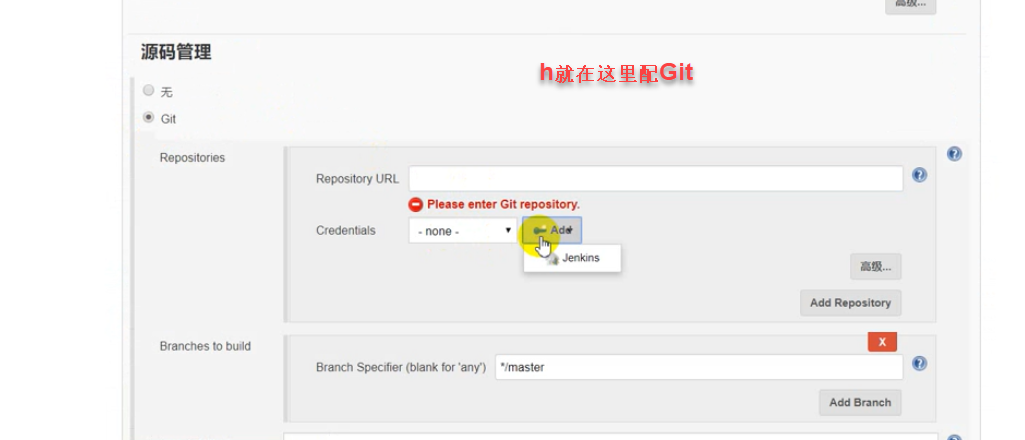 高级...
源码管理
h就在这里配Git
无
Git
Repositories
Repository URL
Please enter Git repository.
Credentials
- none -
Add
Jenkins
高级...
Add Repository
Branches to build
X
Branch Specifier (blank for 'any')
*/master
Add Branch